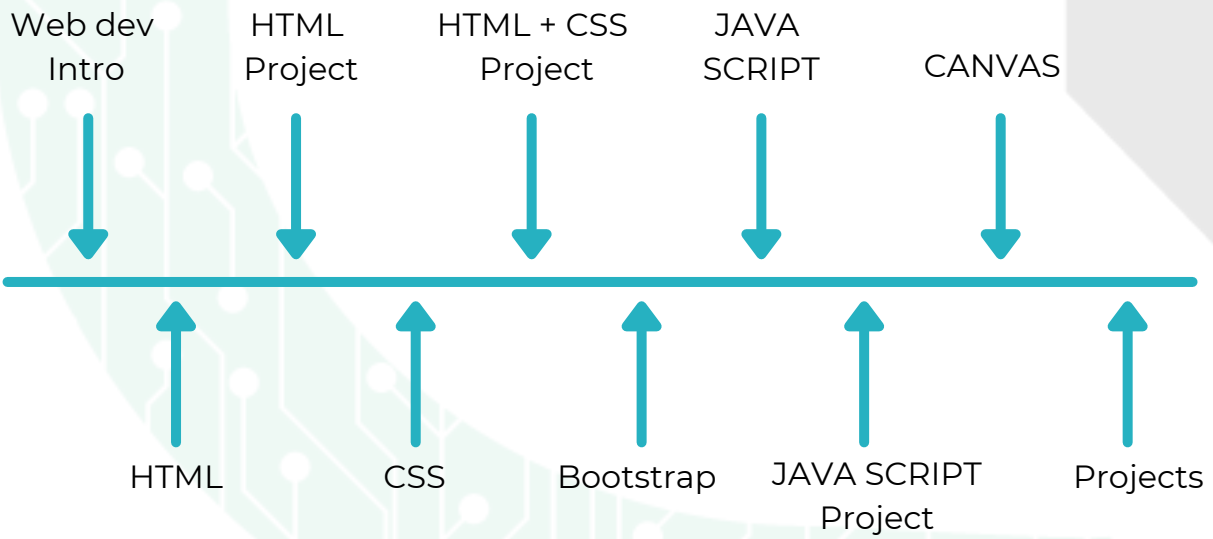 Web dev
Intro
HTML
Project
HTML + CSS
Project
JAVA
SCRIPT
CANVAS
HTML
CSS
Bootstrap
JAVA SCRIPT
Project
Projects